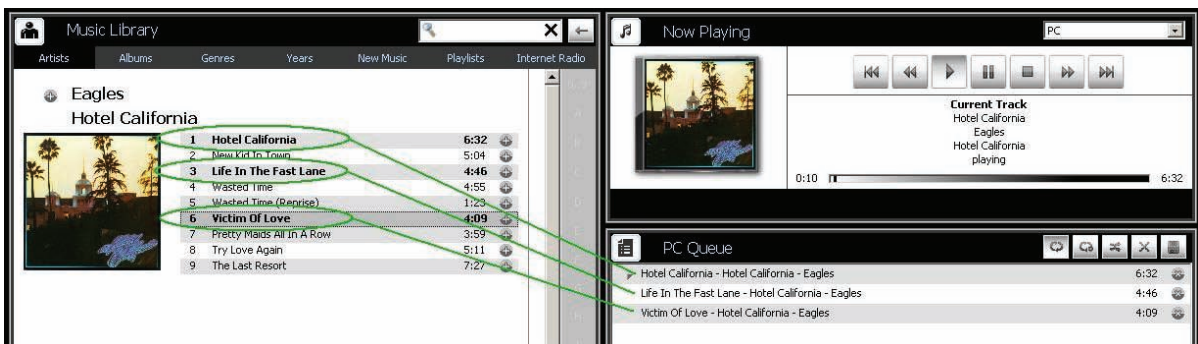 Music Library
Artists Albums Genres Years New Music Playlists Internet Radio
Eagles
Hotel California
1 Hotel California 6:32
2 New Kid In Town 5:04
3 Life In The Fast Lane 4:46
4 Wasted Time 4:55
5 Wasted Time (Reprise) 1:23
6 Victim Of Love 4:09
7 Pretty Maids All In A Row 3:59
8 Try Love Again 5:11
9 The Last Resort 7:27
Now Playing PC
Current Track
Hotel California
Eagles
Hotel California
playing
0:10 6:32
PC Queue
Hotel California - Hotel California - Eagles 6:32
Life In The Fast Lane - Hotel California - Eagles 4:46
Victim Of Love - Hotel California - Eagles 4:09